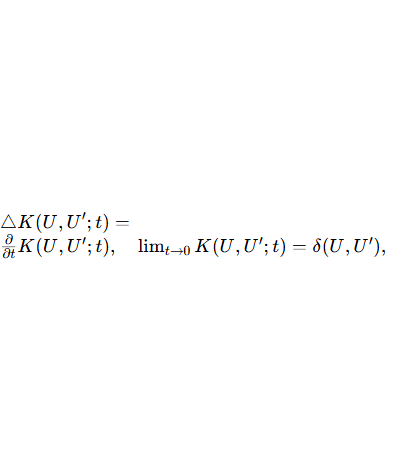 △K(U, U′; t) =
∂/∂t K(U, U′; t), lim_{t→0} K(U, U′; t) = δ(U, U′),